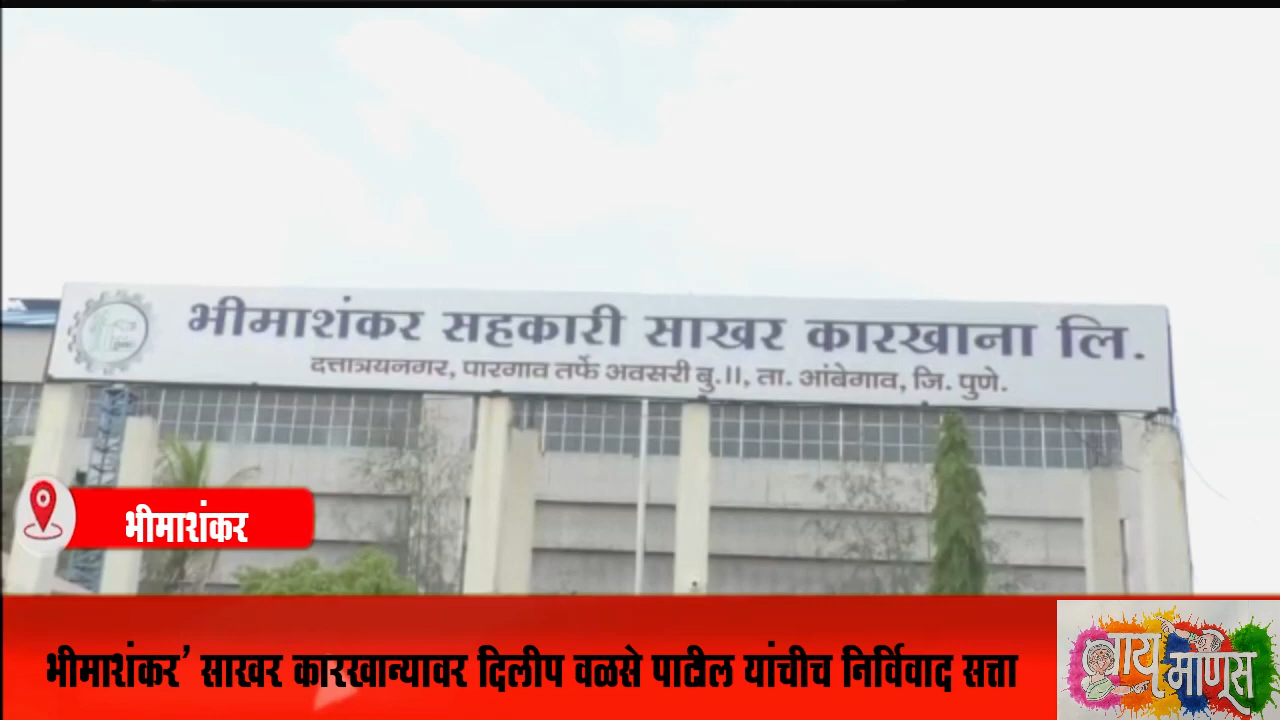 भीमाशंकर सहकारी साखर कारखाना लि.
दत्तात्रयनगर, पारगाव तर्फे अवसरी बु.।।, ता. आंबेगाव, जि. पुणे.
भीमाशंकर
भीमाशंकर’ साखर कारखान्यावर दिलीप वळसे पाटील यांचीच निर्विवाद सत्ता
बाय माणूस